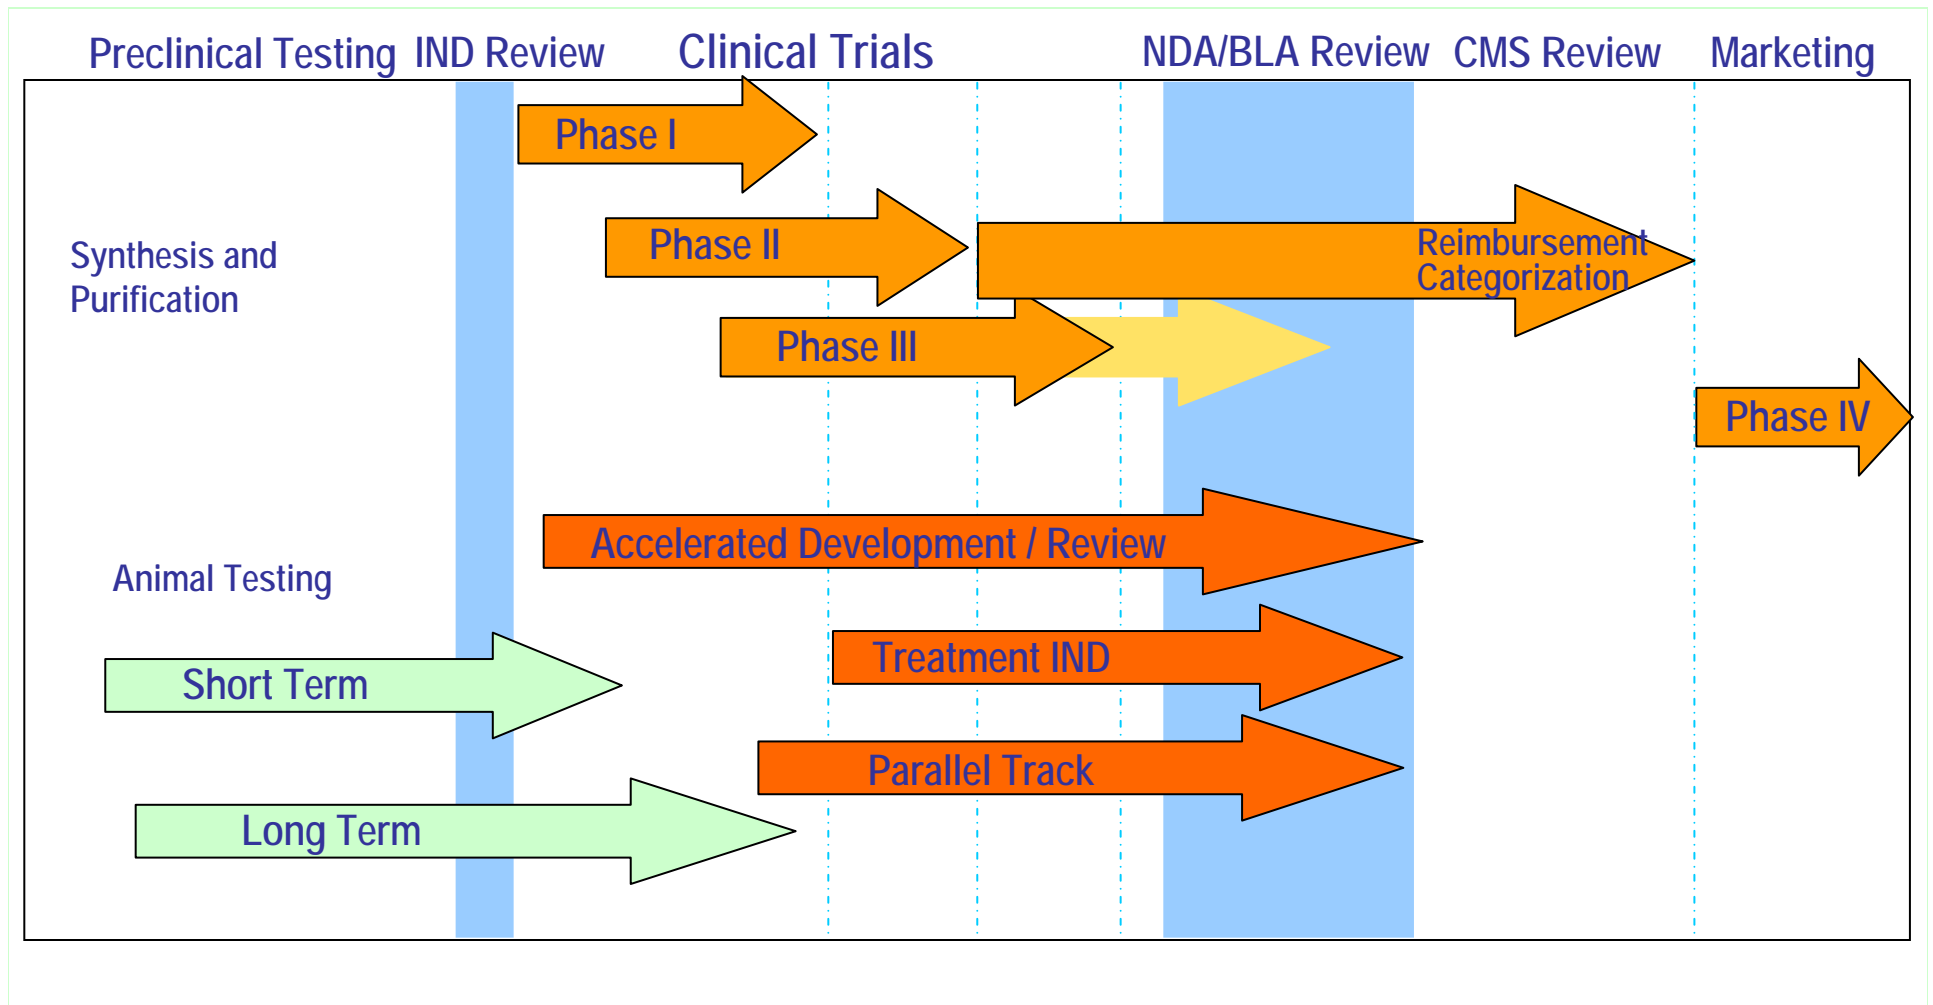 Preclinical Testing
IND Review
Clinical Trials
NDA/BLA Review
CMS Review
Marketing
Phase I
Phase II
Synthesis and
Purification
Reimbursement
Categorization
Phase III
Phase IV
Accelerated Development / Review
Animal Testing
Treatment IND
Short Term
Parallel Track
Long Term